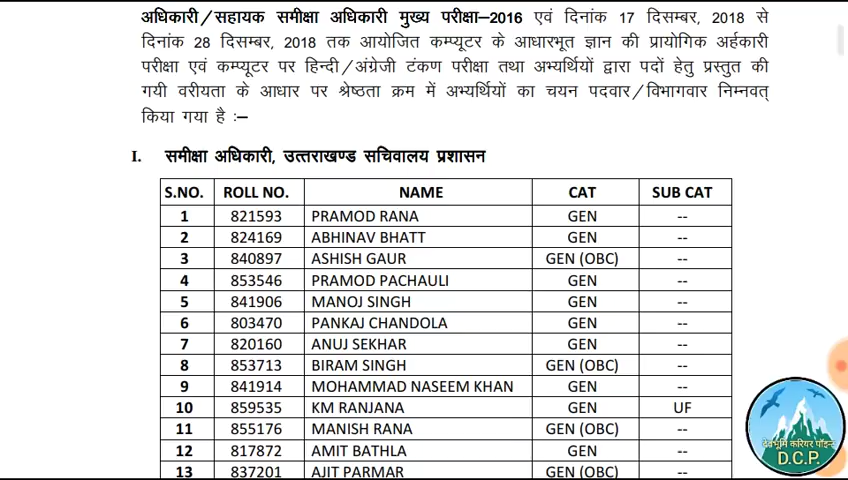 अधिकारी/सहायक समीक्षा अधिकारी मुख्य परीक्षा–2016 एवं दिनांक 17 दिसम्बर, 2018 से
दिनांक 28 दिसम्बर, 2018 तक आयोजित कम्प्यूटर के आधारभूत ज्ञान की प्रायोगिक अर्हकारी
परीक्षा एवं कम्प्यूटर पर हिन्दी/अंग्रेजी टंकण परीक्षा तथा अभ्यर्थियों द्वारा पदों हेतु प्रस्तुत की
गयी वरीयता के आधार पर श्रेष्ठता क्रम में अभ्यर्थियों का चयन पदवार/विभागवार निम्नवत्
किया गया है :–
I. समीक्षा अधिकारी, उत्तराखण्ड सचिवालय प्रशासन
S.NO. ROLL NO. NAME CAT SUB CAT
1 821593 PRAMOD RANA GEN --
2 824169 ABHINAV BHATT GEN --
3 840897 ASHISH GAUR GEN (OBC) --
4 853546 PRAMOD PACHAULI GEN --
5 841906 MANOJ SINGH GEN --
6 803470 PANKAJ CHANDOLA GEN --
7 820160 ANUJ SEKHAR GEN --
8 853713 BIRAM SINGH GEN (OBC) --
9 841914 MOHAMMAD NASEEM KHAN GEN --
10 859535 KM RANJANA GEN UF
11 855176 MANISH RANA GEN (OBC) --
12 817872 AMIT BATHLA GEN --
13 837201 AJIT PARMAR GEN (OBC) --
देवभूमि करियर पॉइन्ट
D.C.P.